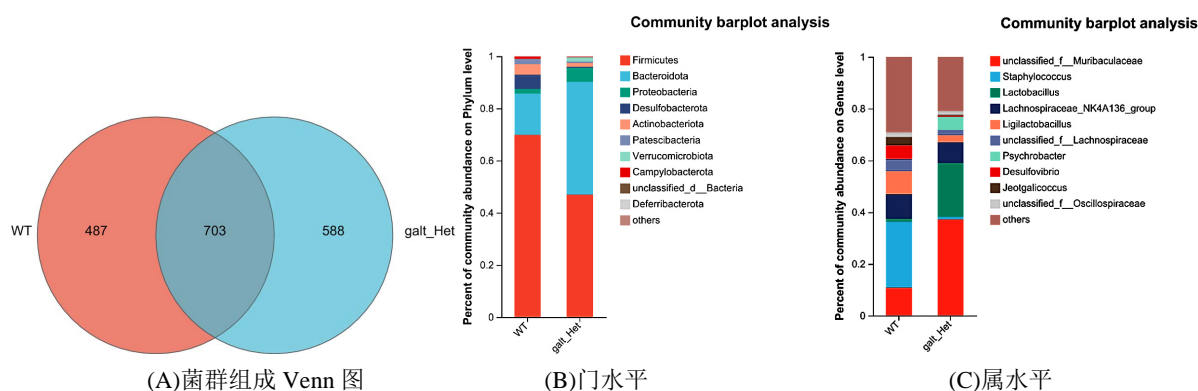 WT
487
703
588
galt_Het
(A)菌群组成 Venn 图
Community barplot analysis
Percent of community abundance on Phylum level
1
0.8
0.6
0.4
0.2
0
WT
galt_Het
Firmicutes
Bacteroidota
Proteobacteria
Desulfobacterota
Actinobacteriota
Patescibacteria
Verrucomicrobiota
Campylobacterota
unclassified_d__Bacteria
Deferribacterota
others
(B)门水平
Community barplot analysis
Percent of community abundance on Genus level
1
0.8
0.6
0.4
0.2
0
WT
galt_Het
unclassified_f__Muribaculaceae
Staphylococcus
Lactobacillus
Lachnospiraceae_NK4A136_group
Ligilactobacillus
unclassified_f__Lachnospiraceae
Psychrobacter
Desulfovibrio
Jeotgalicoccus
unclassified_f__Oscillospiraceae
others
(C)属水平